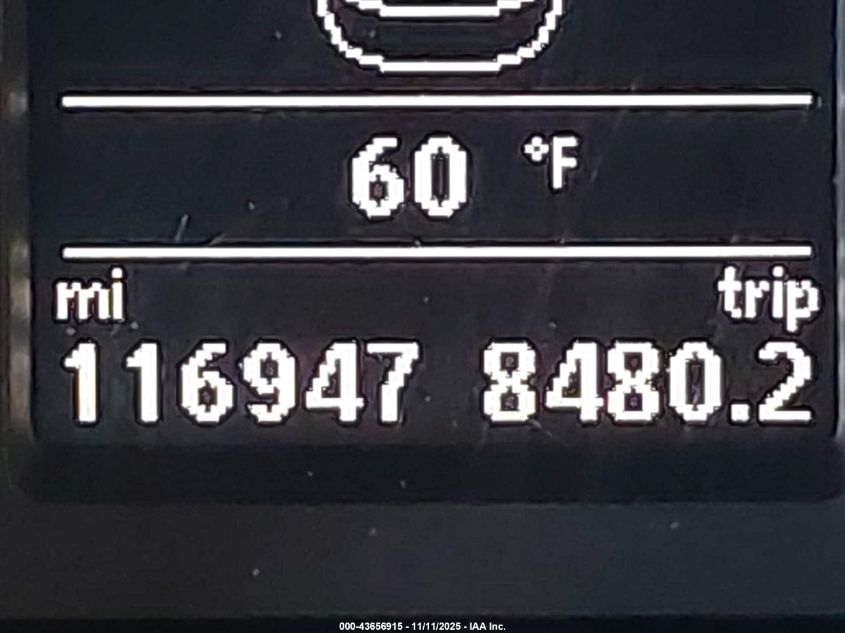 60 °F
mi trip
116947 8480.2
000-43656915 - 11/11/2025 - IAA Inc.